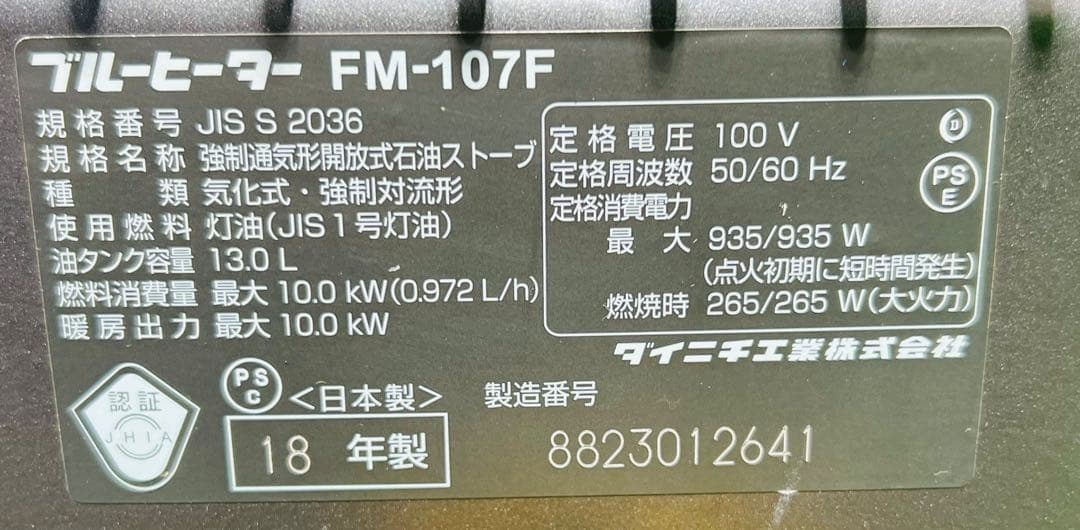 ブルーヒーター FM-107F
規格番号 JIS S 2036
規格名称 強制通気形開放式石油ストーブ
種類 気化式・強制対流形
使用燃料 灯油(JIS1号灯油)
油タンク容量 13.0 L
燃料消費量 最大 10.0 kW(0.972 L/h)
暖房出力 最大 10.0 kW
定格電圧 100 V
定格周波数 50/60 Hz
定格消費電力
最大 935/935 W
(点火初期に短時間発生)
燃焼時 265/265 W(大火力)
D
PS
E
ダイニチ工業株式会社
認証
JHIA
PS
C
<日本製>
18 年製
製造番号
8823012641